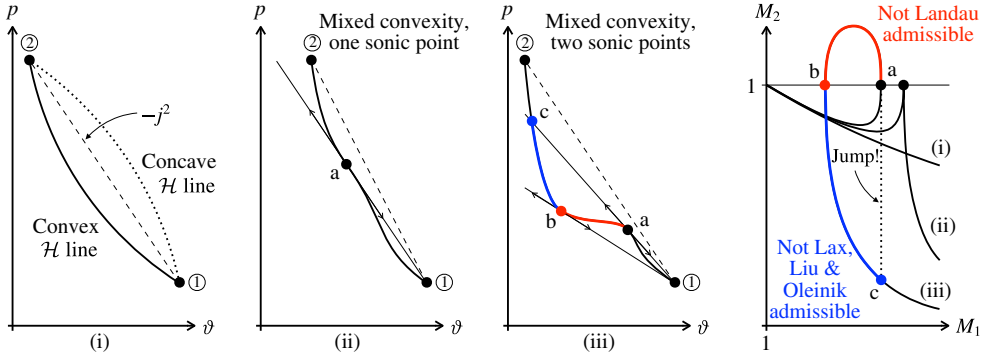 p
②
−j²
Concave
ℋ line
Convex
ℋ line
①
ϑ
(i)
p
Mixed convexity,
one sonic point
②
a
①
ϑ
(ii)
p
Mixed convexity,
two sonic points
②
c
b
a
①
ϑ
(iii)
M₂
Not Landau
admissible
b
a
1
(i)
Jump!
(ii)
Not Lax,
Liu &
Oleinik
admissible
c
(iii)
M₁
1